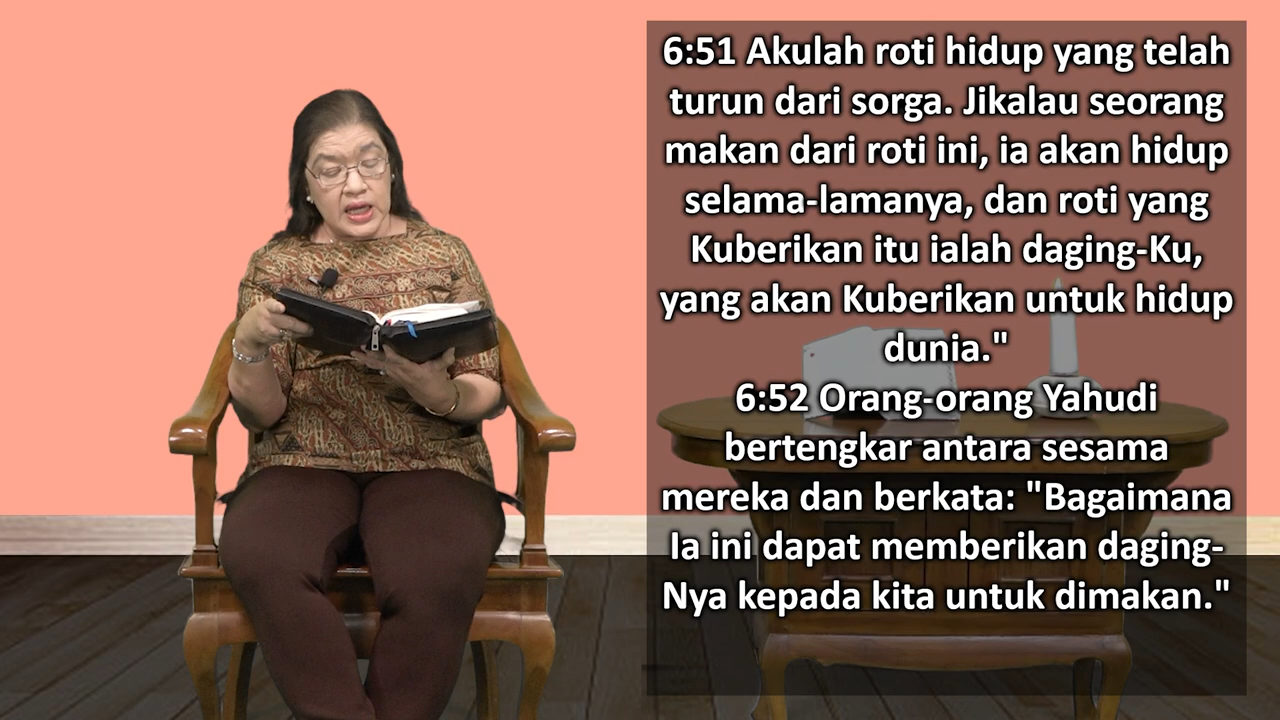 6:51 Akulah roti hidup yang telah
turun dari sorga. Jikalau seorang
makan dari roti ini, ia akan hidup
selama-lamanya, dan roti yang
Kuberikan itu ialah daging-Ku,
yang akan Kuberikan untuk hidup
dunia."
6:52 Orang-orang Yahudi
bertengkar antara sesama
mereka dan berkata: "Bagaimana
Ia ini dapat memberikan daging-
Nya kepada kita untuk dimakan."